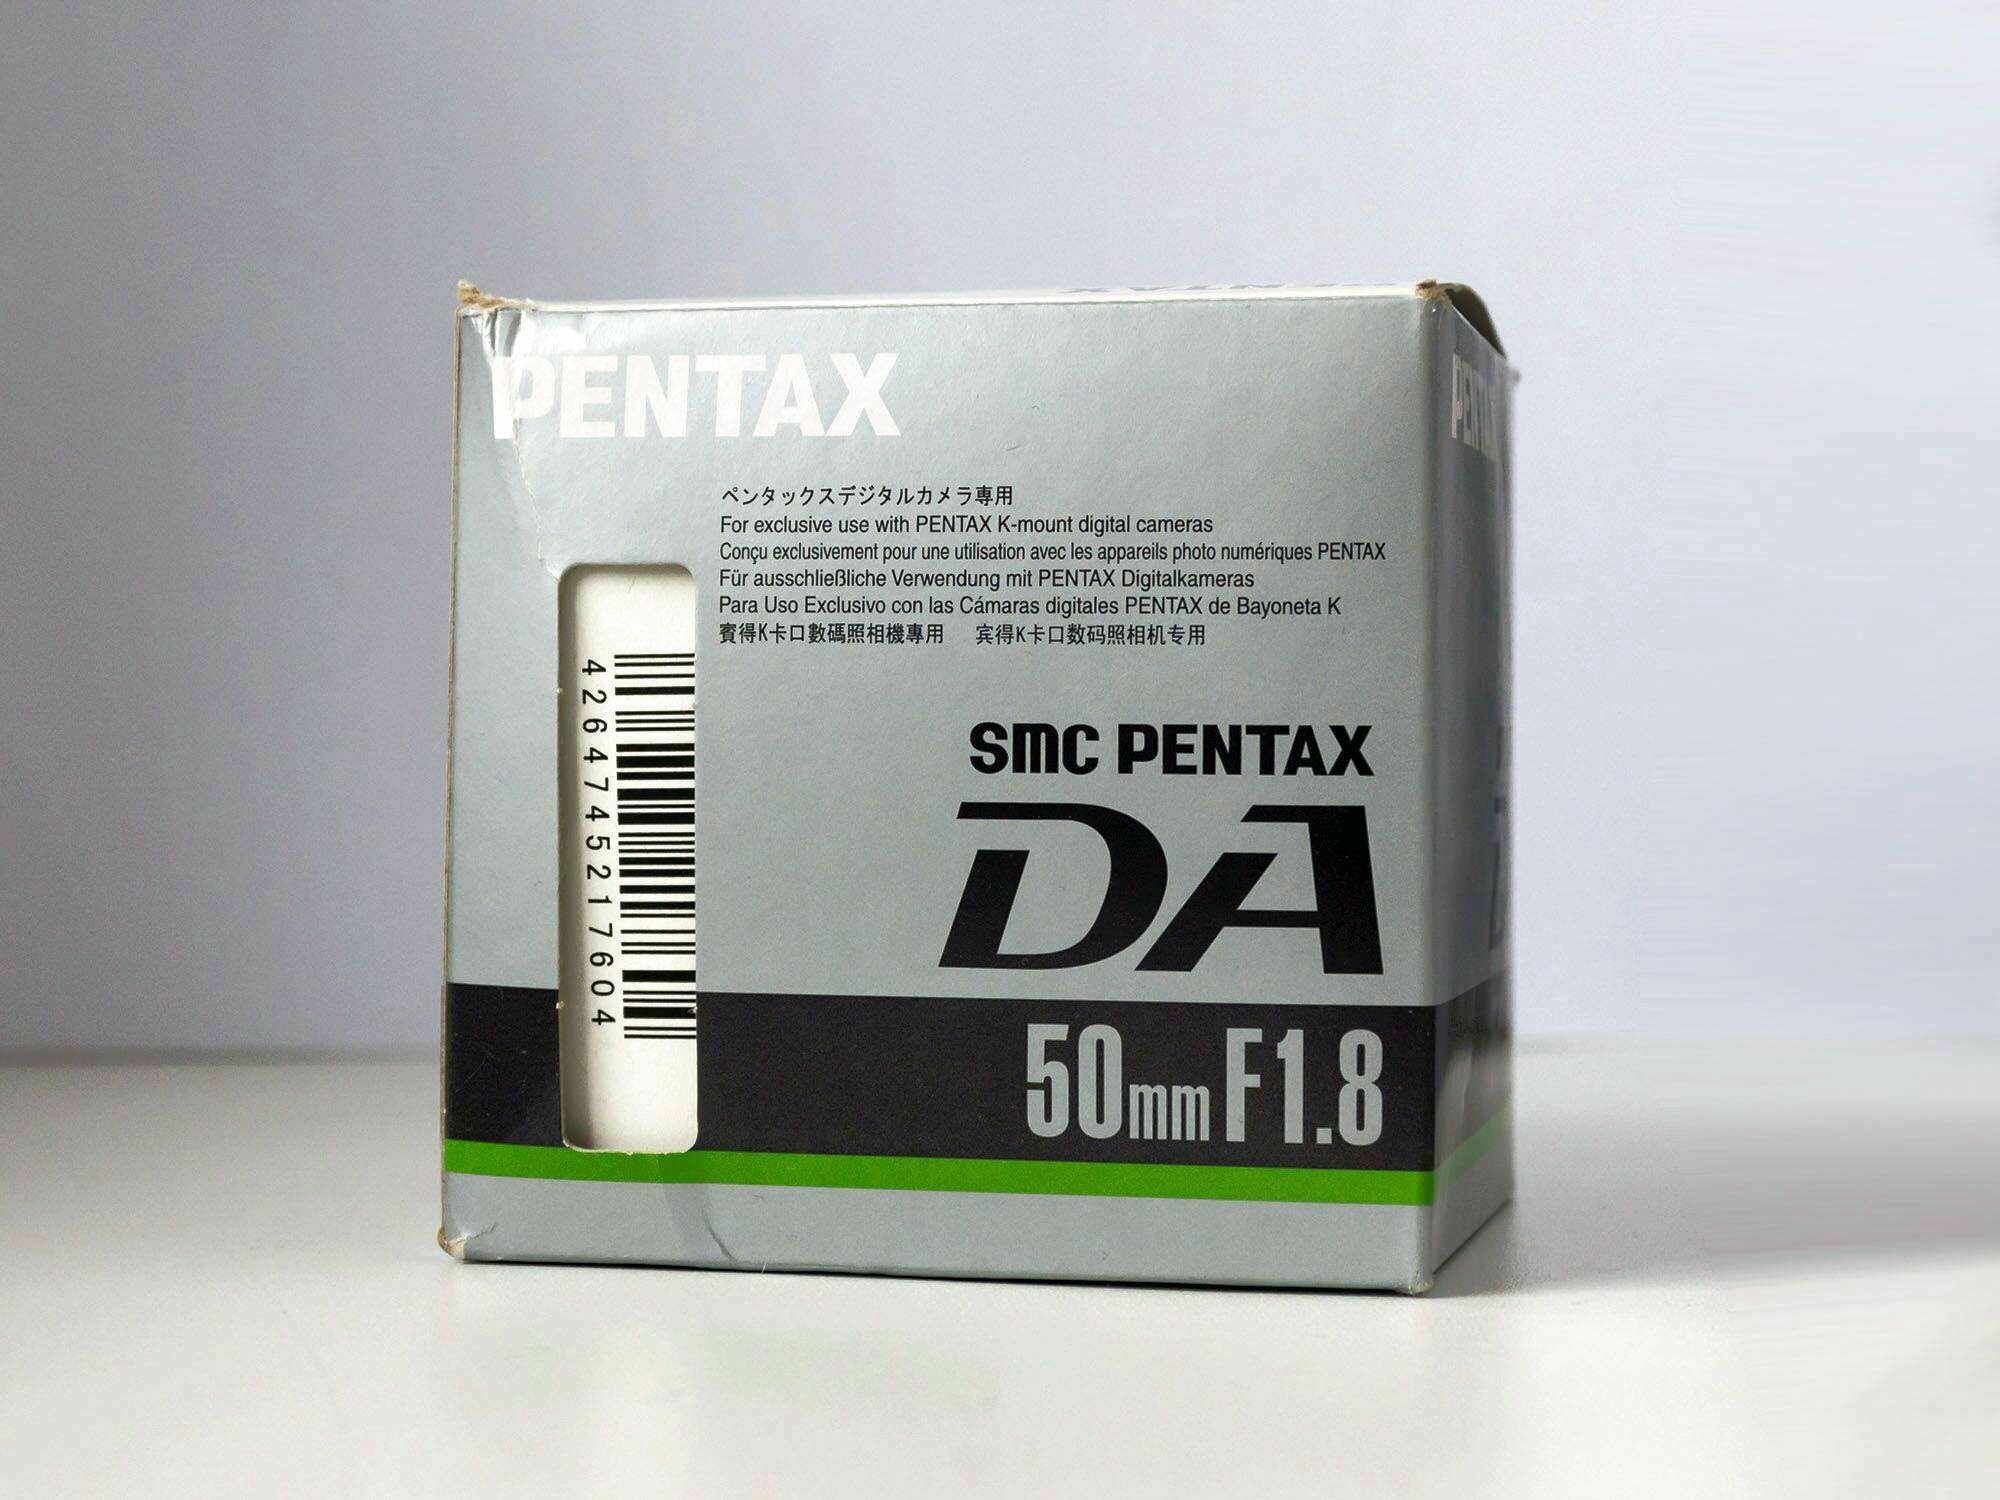 PENTAX
ペンタックスデジタルカメラ専用
For exclusive use with PENTAX K-mount digital cameras
Conçu exclusivement pour une utilisation avec les appareils photo numériques PENTAX
Für ausschließliche Verwendung mit PENTAX Digitalkameras
Para Uso Exclusivo con las Cámaras digitales PENTAX de Bayoneta K
賓得K卡口數碼照相機專用 宾得K卡口数码照相机专用
4264745217604
smc PENTAX
DA
50mm F1.8
PENTAX